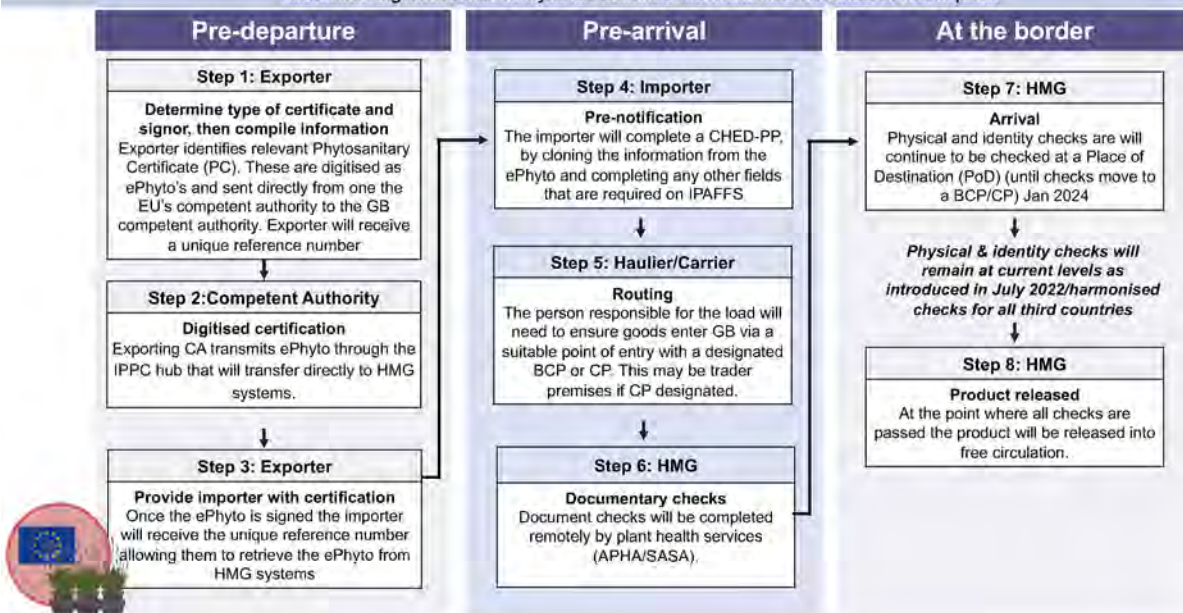 Pre-departure
Step 1: Exporter
Determine type of certificate and
signor, then compile information
Exporter identifies relevant Phytosanitary
Certificate (PC). These are digitised as
ePhyto's and sent directly from one the
EU's competent authority to the GB
competent authority. Exporter will receive
a unique reference number
Step 2:Competent Authority
Digitised certification
Exporting CA transmits ePhyto through the
IPPC hub that will transfer directly to HMG
systems.
Step 3: Exporter
Provide importer with certification
Once the ePhyto is signed the importer
will receive the unique reference number
allowing them to retrieve the ePhyto from
HMG systems
Pre-arrival
Step 4: Importer
Pre-notification
The importer will complete a CHED-PP,
by cloning the information from the
ePhyto and completing any other fields
that are required on IPAFFS
Step 5: Haulier/Carrier
Routing
The person responsible for the load will
need to ensure goods enter GB via a
suitable point of entry with a designated
BCP or CP. This may be trader
premises if CP designated.
Step 6: HMG
Documentary checks
Document checks will be completed
remotely by plant health services
(APHA/SASA).
At the border
Step 7: HMG
Arrival
Physical and identity checks are will
continue to be checked at a Place of
Destination (PoD) (until checks move to
a BCP/CP) Jan 2024
Physical & identity checks will
remain at current levels as
introduced in July 2022/harmonised
checks for all third countries
Step 8: HMG
Product released
At the point where all checks are
passed the product will be released into
free circulation.